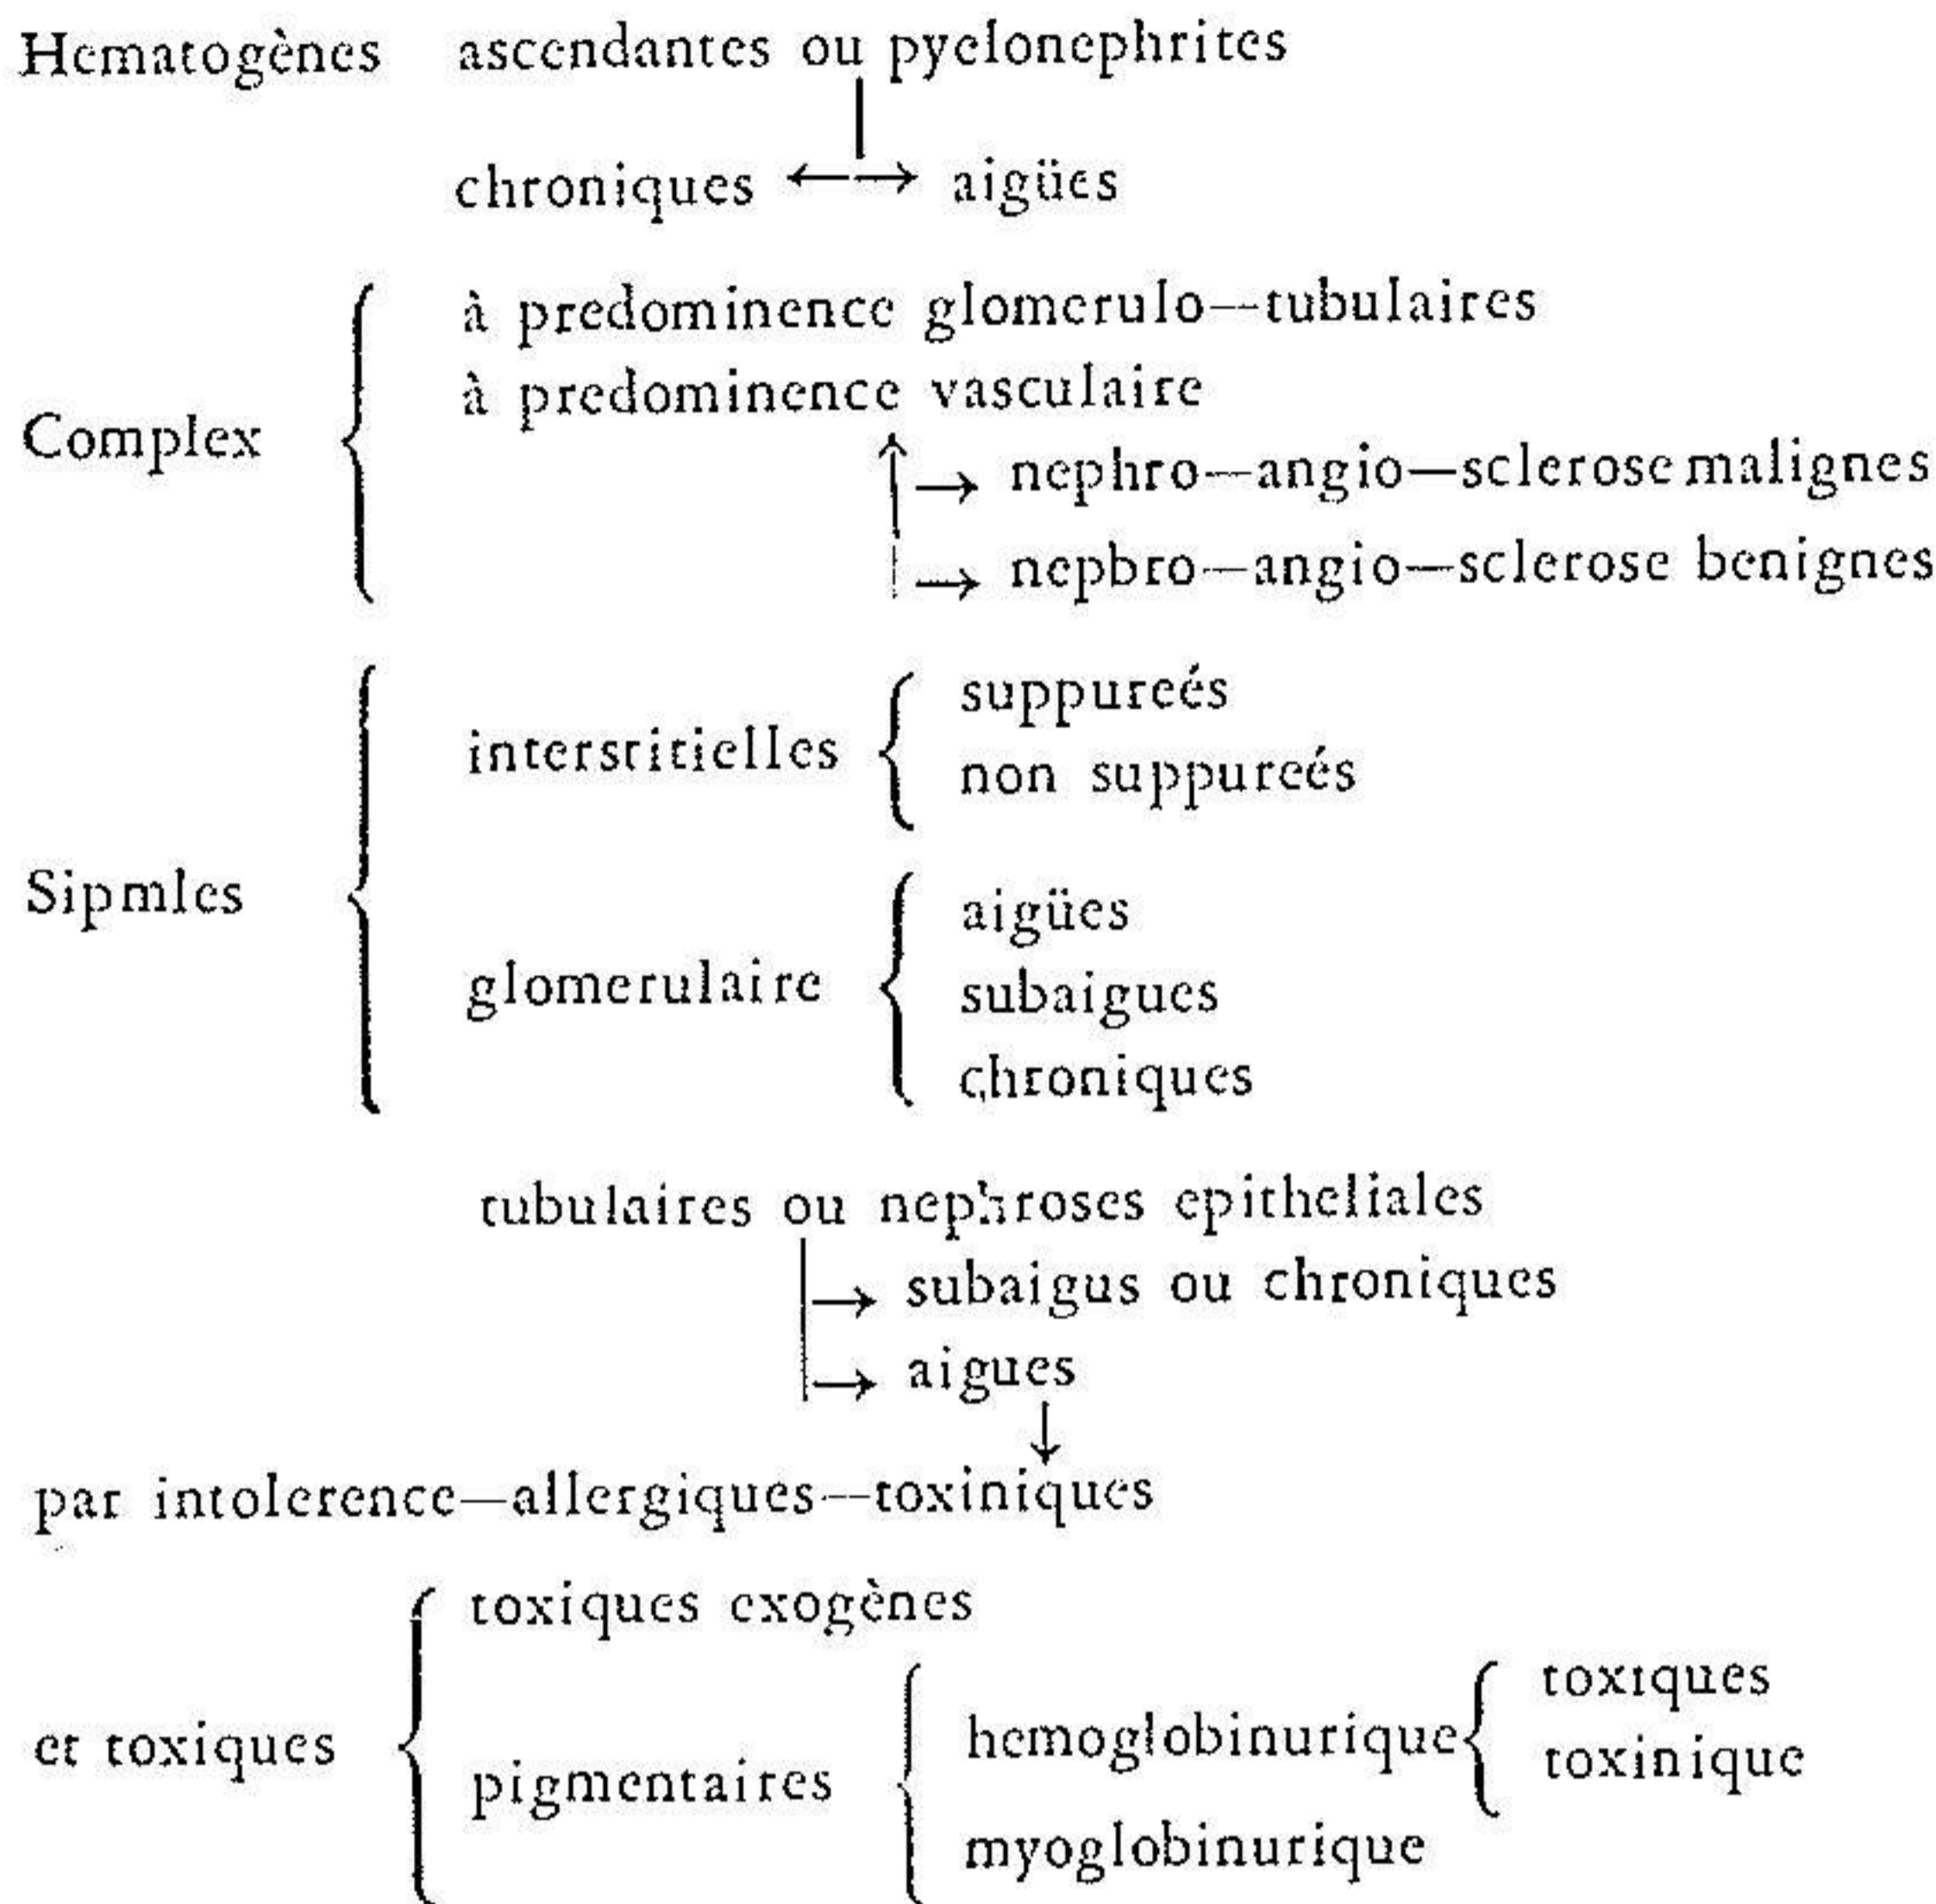 Hematogènes ascendantes ou pyelonephrites
chroniques ←→ aigües
à predominence glomerulo—tubulaires
à predominence vasculaire
Complex
→ nephro—angio—sclerose malignes
→ nepbro—angio—sclerose benignes
suppureés
interstitielles
non suppureés
Sipmles
aigües
glomerulaire
subaigues
chroniques
tubulaires ou nephroses epitheliales
→ subaigus ou chroniques
→ aigues
par intolerence—allergiques—toxiniques
toxiques exogènes
toxiques
hemoglobinurique
et toxiques
toxinique
pigmentaires
myoglobinurique